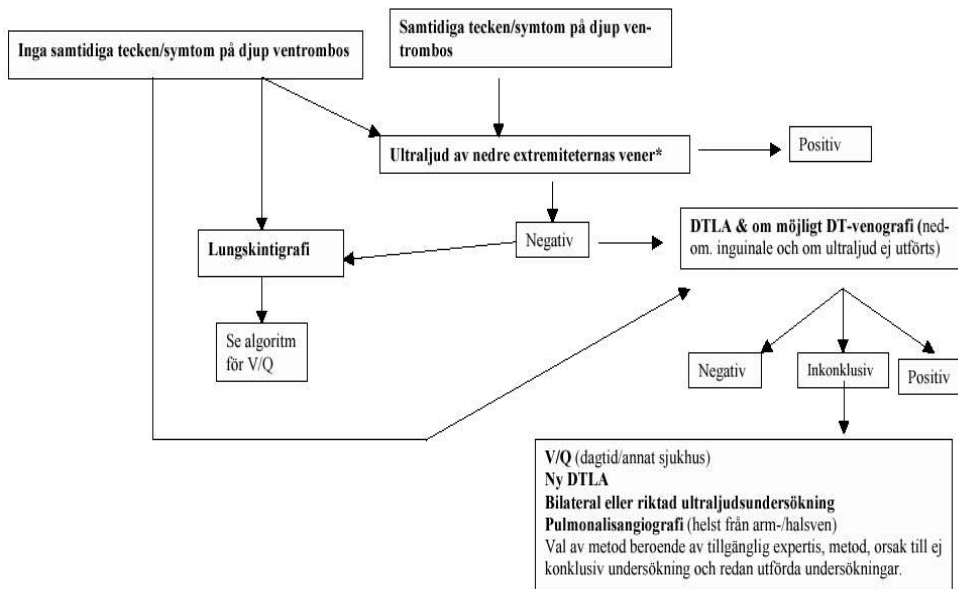 Inga samtidiga tecken/symtom på djup ventrombos
Samtidiga tecken/symtom på djup ven-
trombos
Ultraljud av nedre extremiteternas vener*
Positiv
Negativ
Lungskintigrafi
DTLA & om möjligt DT-venografi (ned-
om. inguinale och om ultraljud ej utförts)
Se algoritm
för V/Q
Negativ
Inkonklusiv
Positiv
V/Q (dagtid/annat sjukhus)
Ny DTLA
Bilateral eller riktad ultraljudsundersökning
Pulmonalisangiografi (helst från arm-/halsven)
Val av metod beroende av tillgänglig expertis, metod, orsak till ej
konklusiv undersökning och redan utförda undersökningar.